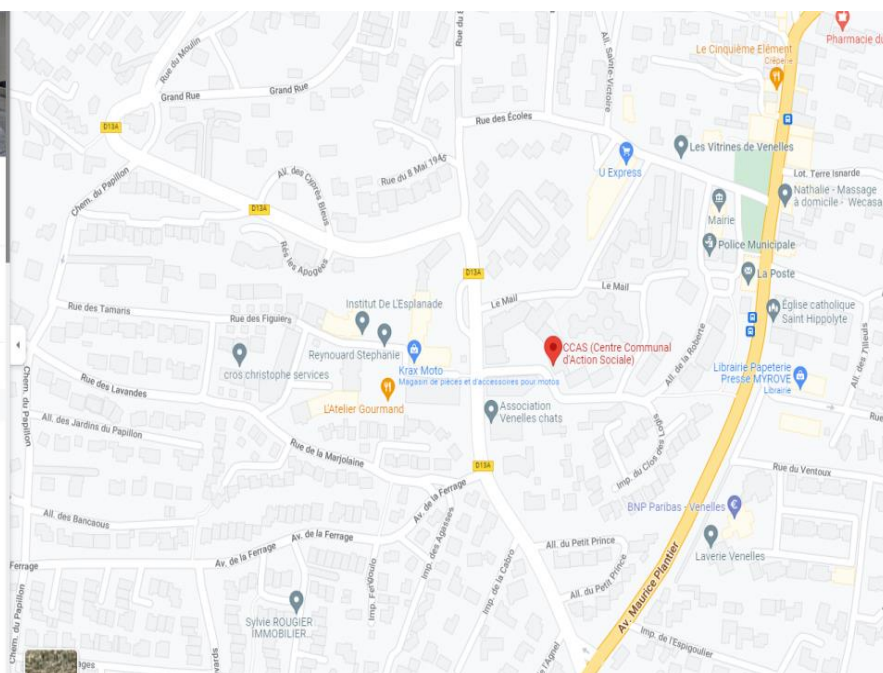 Rue du Moulin
Grand Rue
Grand Rue
All. Sainte-Victoire
Le Cinquième Elément
Crêperie
Pharmacie du
D13A
Rue des Écoles
Les Vitrines de Venelles
U Express
Lot. Terre Isnarde
Chem. du Papillon
Av. des Cyprès Bleus
Rue du 8 Mai 1945
Nathalie - Massage
à domicile - Wecasa
Mairie
D13A
Rés les Apogées
Police Municipale
D13A
La Poste
Le Mail
Le Mail
Rue des Tamaris
Rue des Figuiers
Institut De L'Esplanade
Église catholique
Saint Hippolyte
Reynouard Stephanie
CCAS (Centre Communal
d'Action Sociale)
All. de la Roberte
All. des Tilleuls
cros christophe services
Krax Moto
Magasin de pièces et d'accessoires pour motos
Librairie Papeterie
Presse MYROVE
Librairie
Chem. du Papillon
Rue des Lavandes
L'Atelier Gourmand
Association
Venelles chats
All. des Jardins du Papillon
Rue
Imp. du Clos des Logis
Rue de la Marjolaine
D13A
Rue du Ventoux
Av. de la Ferrage
BNP Paribas - Venelles
All. des Bancaous
Imp. des Agasses
Av. de la Ferrage
Av. de la Ferrage
All. du Petit Prince
Laverie Venelles
Ferrage
Imp. de la Cabro
All. du Petit Prince
Chem. du Papillon
Sylvie ROUGIER
IMMOBILIER...
Av. Maurice Plantier
Imp. de l'Espigoulier
l'Agnel
ages